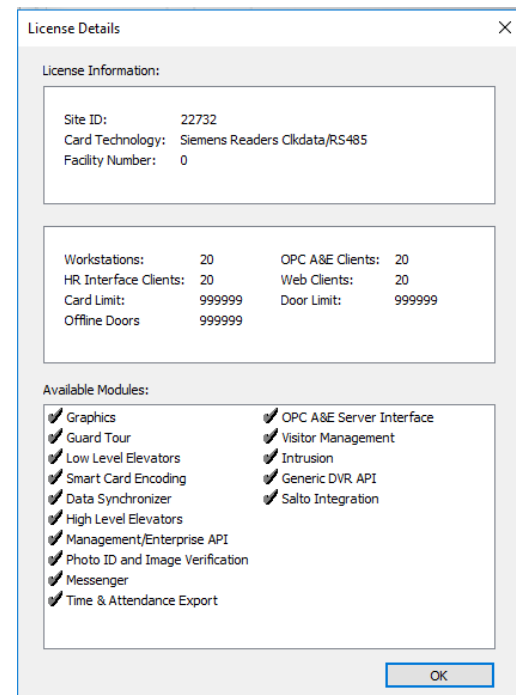 License Details
License Information:
Site ID: 22732
Card Technology: Siemens Readers Clkdata/RS485
Facility Number: 0
Workstations: 20 OPC A&E Clients: 20
HR Interface Clients: 20 Web Clients: 20
Card Limit: 999999 Door Limit: 999999
Offline Doors 999999
Available Modules:
Graphics OPC A&E Server Interface
Guard Tour Visitor Management
Low Level Elevators Intrusion
Smart Card Encoding Generic DVR API
Data Synchronizer Salto Integration
High Level Elevators
Management/Enterprise API
Photo ID and Image Verification
Messenger
Time & Attendance Export
OK